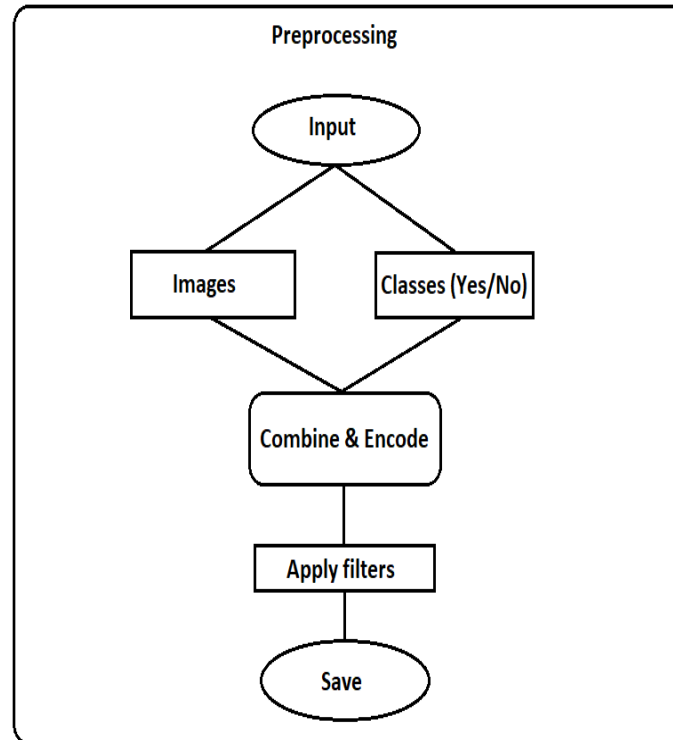 Preprocessing
Input
Images
Classes (Yes/No)
Combine & Encode
Apply filters
Save